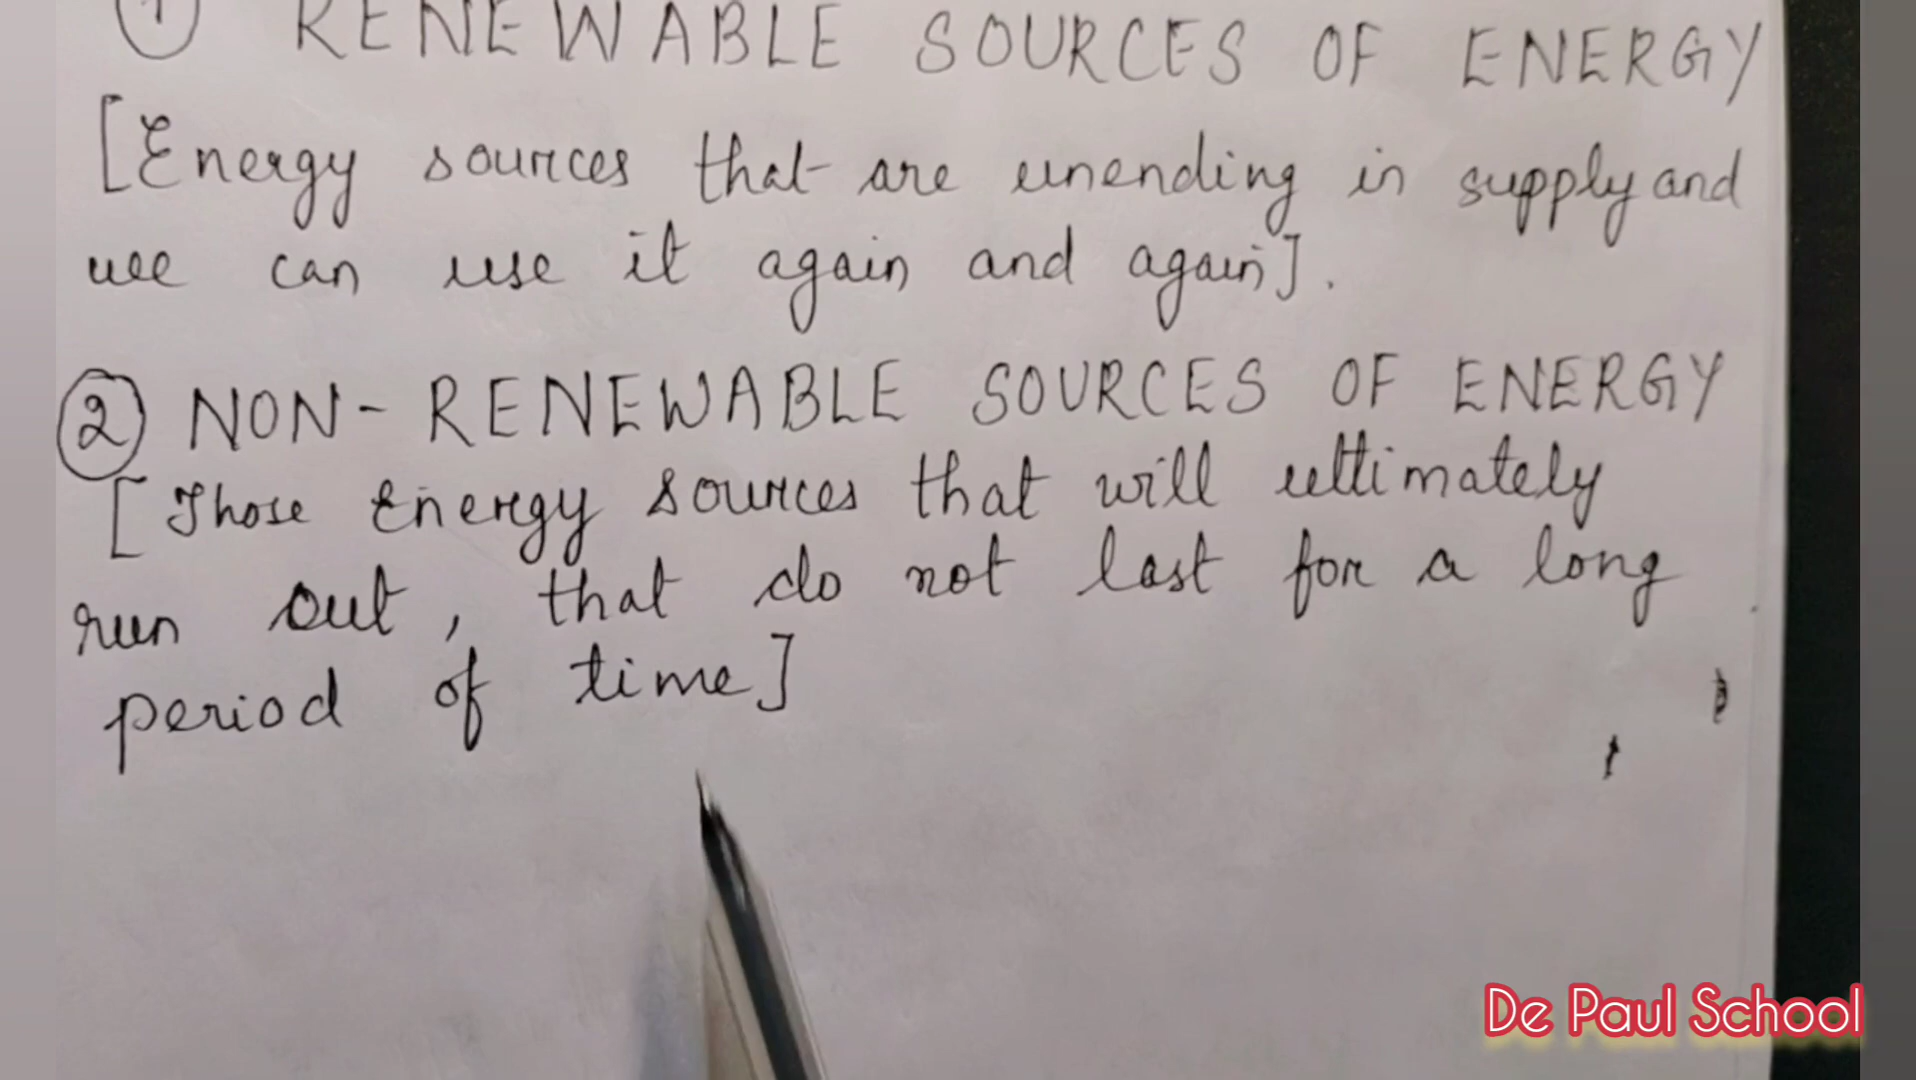 ① RENEWABLE SOURCES OF ENERGY
[Energy sources that are unending in supply and
we can use it again and again].
② NON-RENEWABLE SOURCES OF ENERGY
[Those Energy sources that will ultimately
run out, that do not last for a long
period of time]
De Paul School